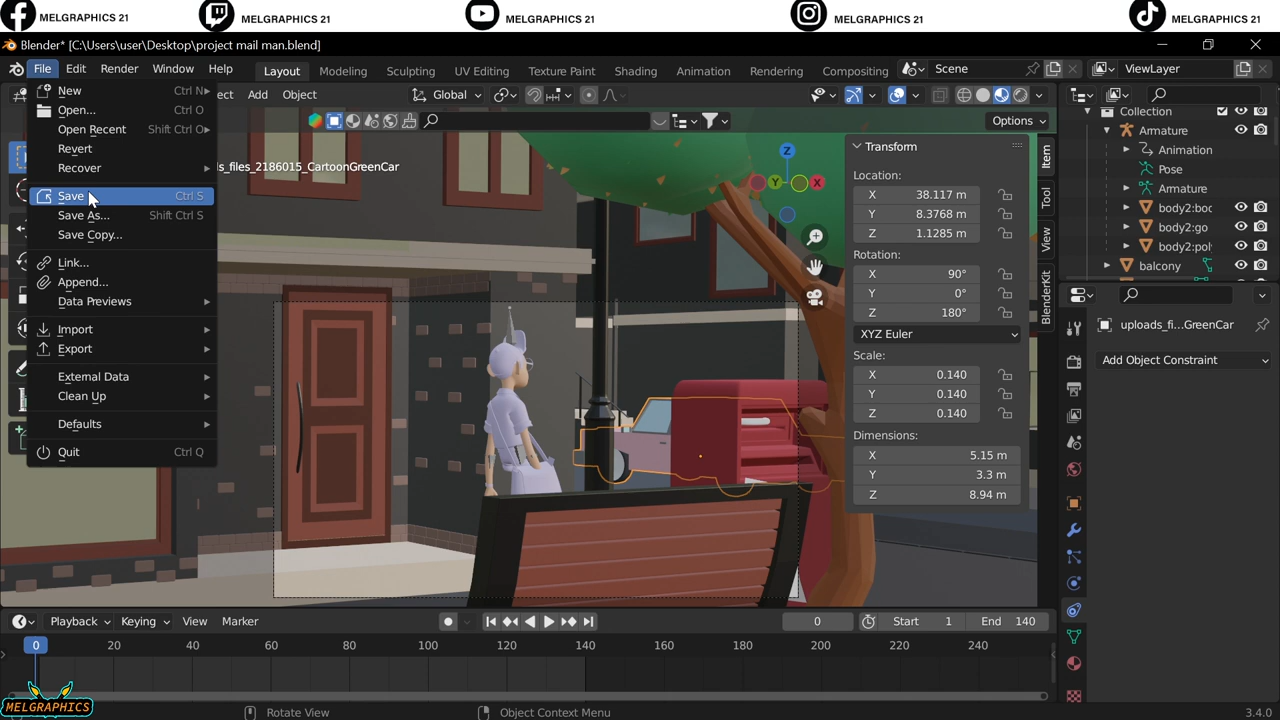 MELGRAPHICS 21
MELGRAPHICS 21
MELGRAPHICS 21
MELGRAPHICS 21
MELGRAPHICS 21
Blender* [C:\Users\user\Desktop\project mail man.blend]
File Edit Render Window Help
Layout Modeling Sculpting UV Editing Texture Paint Shading Animation Rendering Compositing
Scene
ViewLayer
New Ctrl N
Open... Ctrl O
Open Recent Shift Ctrl O
Revert
Recover
Save Ctrl S
Save As... Shift Ctrl S
Save Copy...
Link...
Append...
Data Previews
Import
Export
External Data
Clean Up
Defaults
Quit Ctrl Q
Add Object
Global
Options
s_files_2186015_CartoonGreenCar
X Y Z
Transform
Location:
X 38.117 m
Y 8.3768 m
Z 1.1285 m
Rotation:
X 90°
Y 0°
Z 180°
XYZ Euler
Scale:
X 0.140
Y 0.140
Z 0.140
Dimensions:
X 5.15 m
Y 3.3 m
Z 8.94 m
Item
Tool
View
BlenderKit
Collection
Armature
Animation
Pose
Armature
body2:boc
body2:go
body2:pol
balcony
uploads_fi...GreenCar
Add Object Constraint
Playback Keying View Marker
0
Start 1
End 140
0 20 40 60 80 100 120 140 160 180 200 220 240
MELGRAPHICS
Rotate View
Object Context Menu
3.4.0